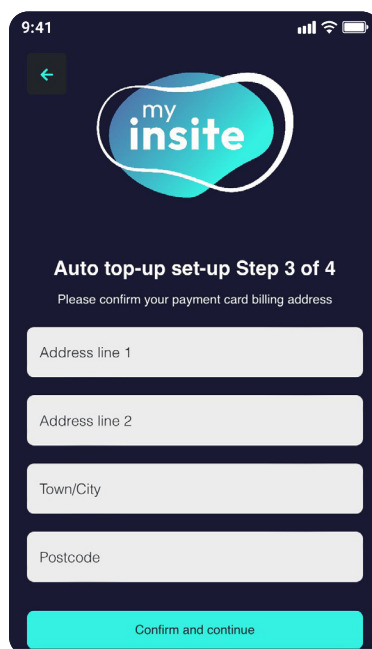 9:41
my
insite
Auto top-up set-up Step 3 of 4
Please confirm your payment card billing address
Address line 1
Address line 2
Town/City
Postcode
Confirm and continue